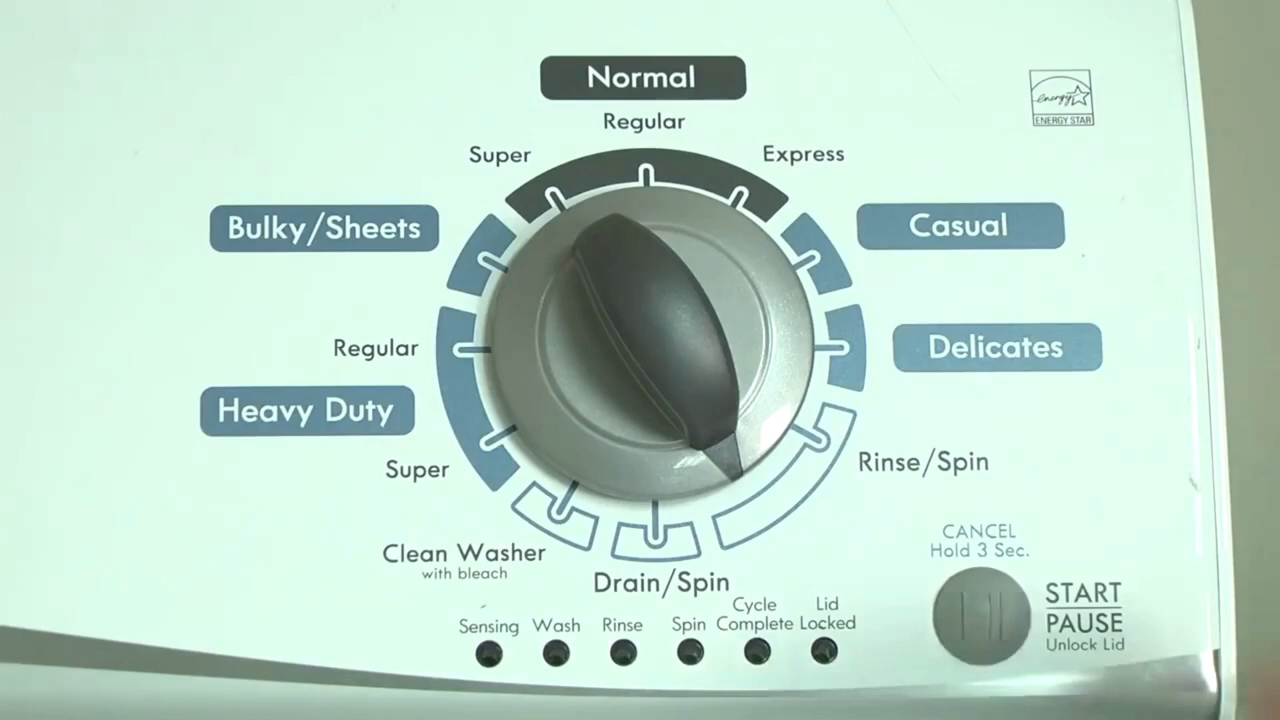 Normal
Regular
Super
Express
energy
ENERGY STAR
Bulky/Sheets
Casual
Regular
Delicates
Heavy Duty
Super
Rinse/Spin
Clean Washer
with bleach
Drain/Spin
CANCEL
Hold 3 Sec.
START
PAUSE
Unlock Lid
Sensing
Wash
Rinse
Spin
Cycle
Complete
Lid
Locked